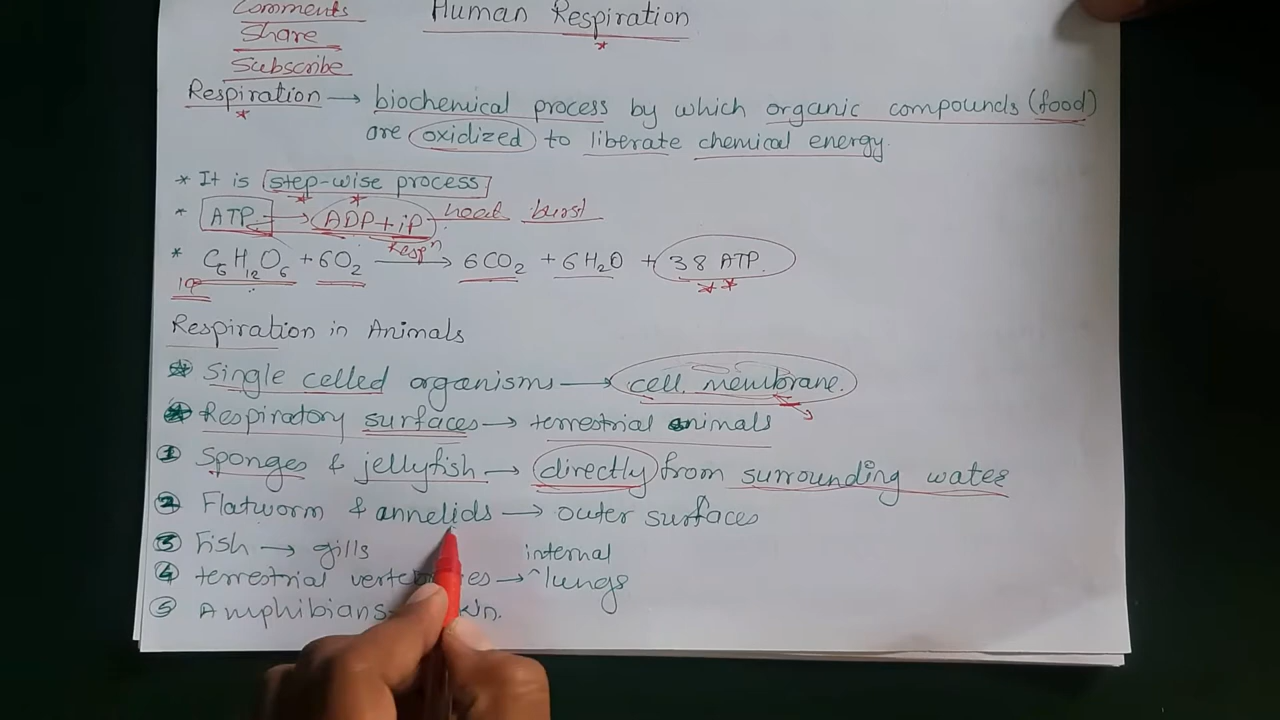 Comments
Share
Subscribe
Human Respiration
*
Respiration → biochemical process by which organic compounds (food)
*
are oxidized to liberate chemical energy.
* It is step-wise process
* ATP → ADP + iP heat burst
* C6H12O6 + 6O2 Respn → 6CO2 + 6H2O + 38 ATP.
Respiration in Animals
* Single celled organisms → cell membrane.
* Respiratory surfaces → terrestrial animals
① Sponges & jellyfish → directly from surrounding water
② Flatworm & annelids → outer surfaces
③ Fish → gills
④ terrestrial → ^internal lungs
⑤ Amphibians